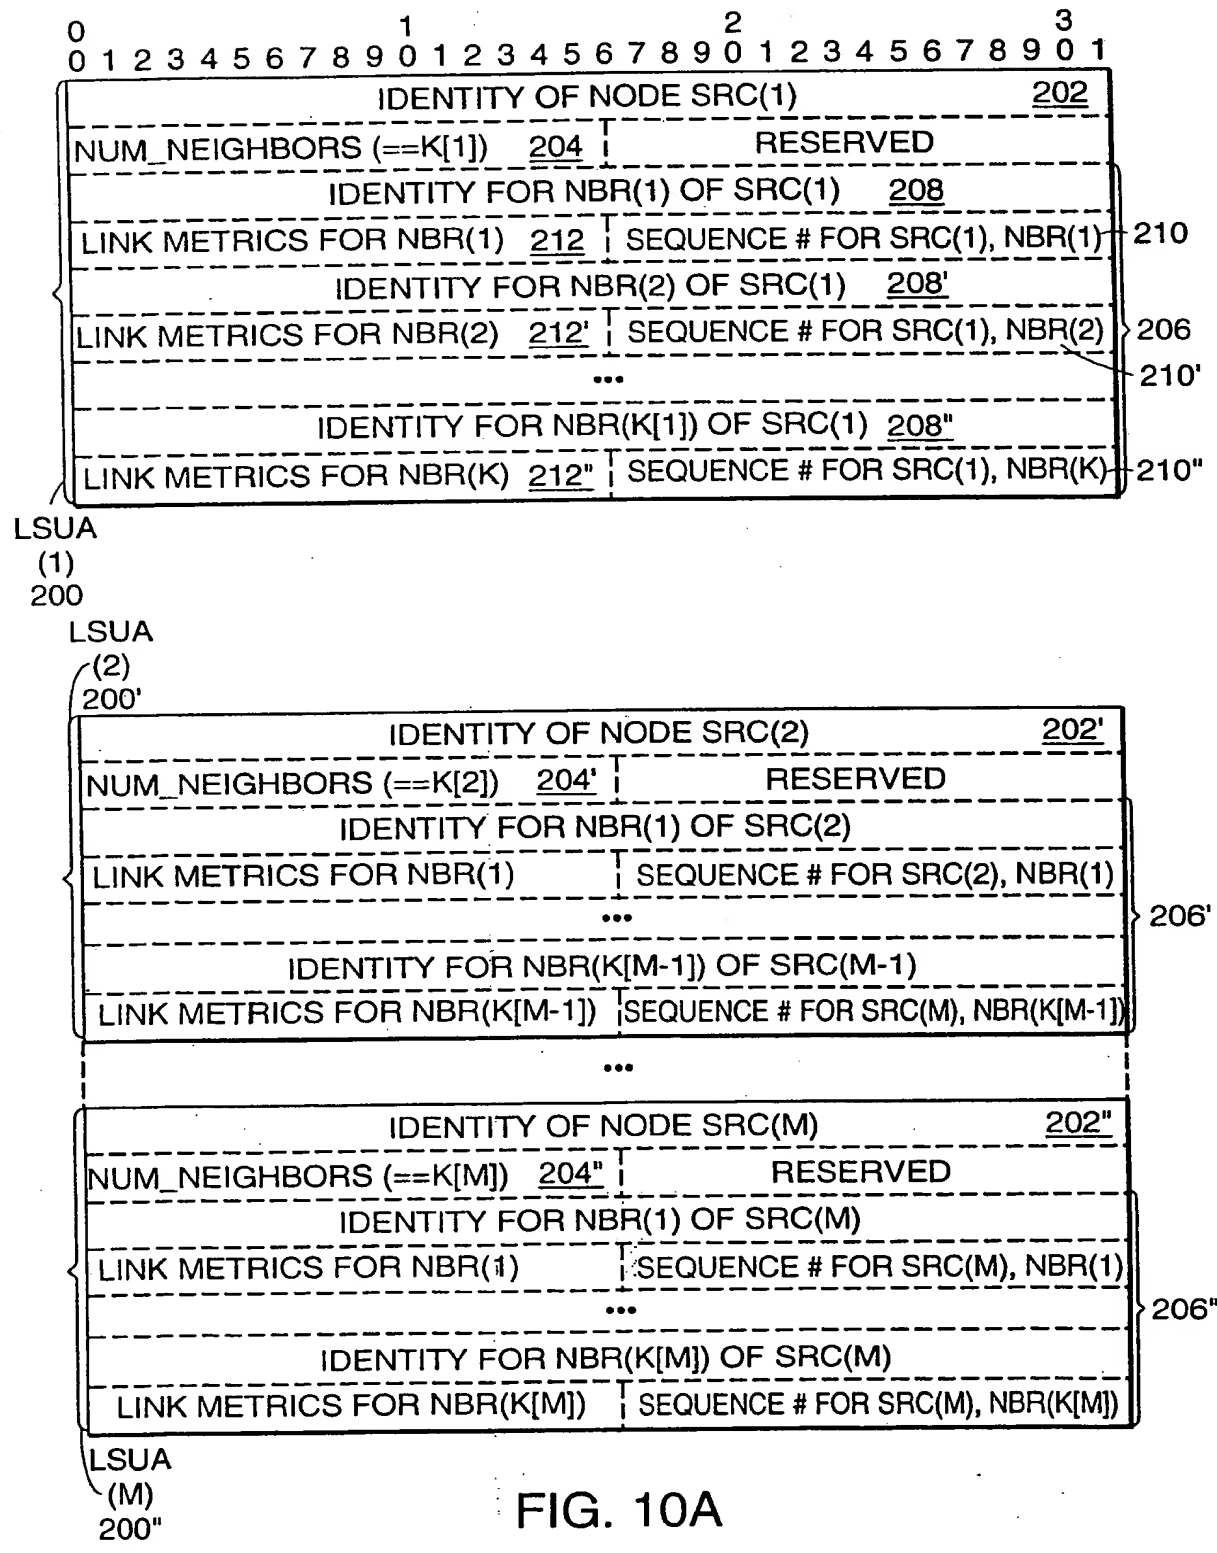 0 1 2 3
0 1 2 3 4 5 6 7 8 9 0 1 2 3 4 5 6 7 8 9 0 1 2 3 4 5 6 7 8 9 0 1
IDENTITY OF NODE SRC(1) 202
NUM_NEIGHBORS (==K[1]) 204 RESERVED
IDENTITY FOR NBR(1) OF SRC(1) 208
LINK METRICS FOR NBR(1) 212 SEQUENCE # FOR SRC(1), NBR(1) 210
IDENTITY FOR NBR(2) OF SRC(1) 208'
LINK METRICS FOR NBR(2) 212' SEQUENCE # FOR SRC(1), NBR(2) 206
••• 210'
IDENTITY FOR NBR(K[1]) OF SRC(1) 208"
LINK METRICS FOR NBR(K) 212" SEQUENCE # FOR SRC(1), NBR(K) 210"
LSUA
(1)
200
LSUA
(2)
200'
IDENTITY OF NODE SRC(2) 202'
NUM_NEIGHBORS (==K[2]) 204' RESERVED
IDENTITY FOR NBR(1) OF SRC(2)
LINK METRICS FOR NBR(1) SEQUENCE # FOR SRC(2), NBR(1)
••• 206'
IDENTITY FOR NBR(K[M-1]) OF SRC(M-1)
LINK METRICS FOR NBR(K[M-1]) SEQUENCE # FOR SRC(M), NBR(K[M-1])
•••
IDENTITY OF NODE SRC(M) 202"
NUM_NEIGHBORS (==K[M]) 204" RESERVED
IDENTITY FOR NBR(1) OF SRC(M)
LINK METRICS FOR NBR(1) SEQUENCE # FOR SRC(M), NBR(1)
••• 206"
IDENTITY FOR NBR(K[M]) OF SRC(M)
LINK METRICS FOR NBR(K[M]) SEQUENCE # FOR SRC(M), NBR(K[M])
LSUA
(M)
200"
FIG. 10A